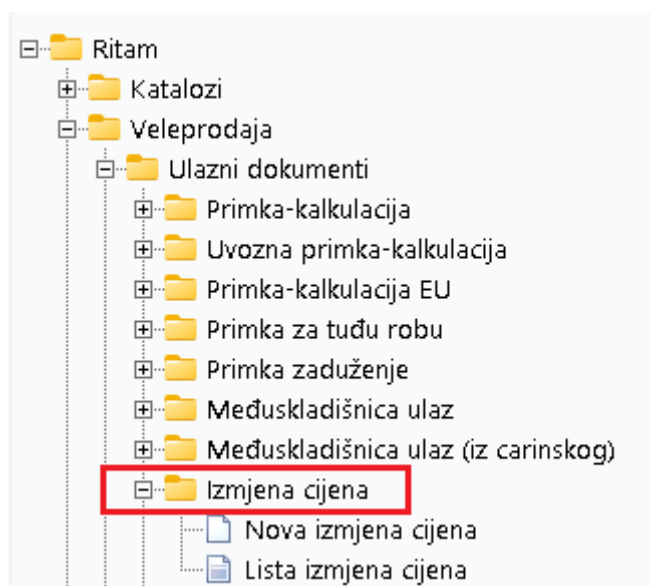 Ritam
Katalozi
Veleprodaja
Ulazni dokumenti
Primka-kalkulacija
Uvozna primka-kalkulacija
Primka-kalkulacija EU
Primka za tuđu robu
Primka zaduženje
Međuskladišnica ulaz
Međuskladišnica ulaz (iz carinskog)
Izmjena cijena
Nova izmjena cijena
Lista izmjena cijena